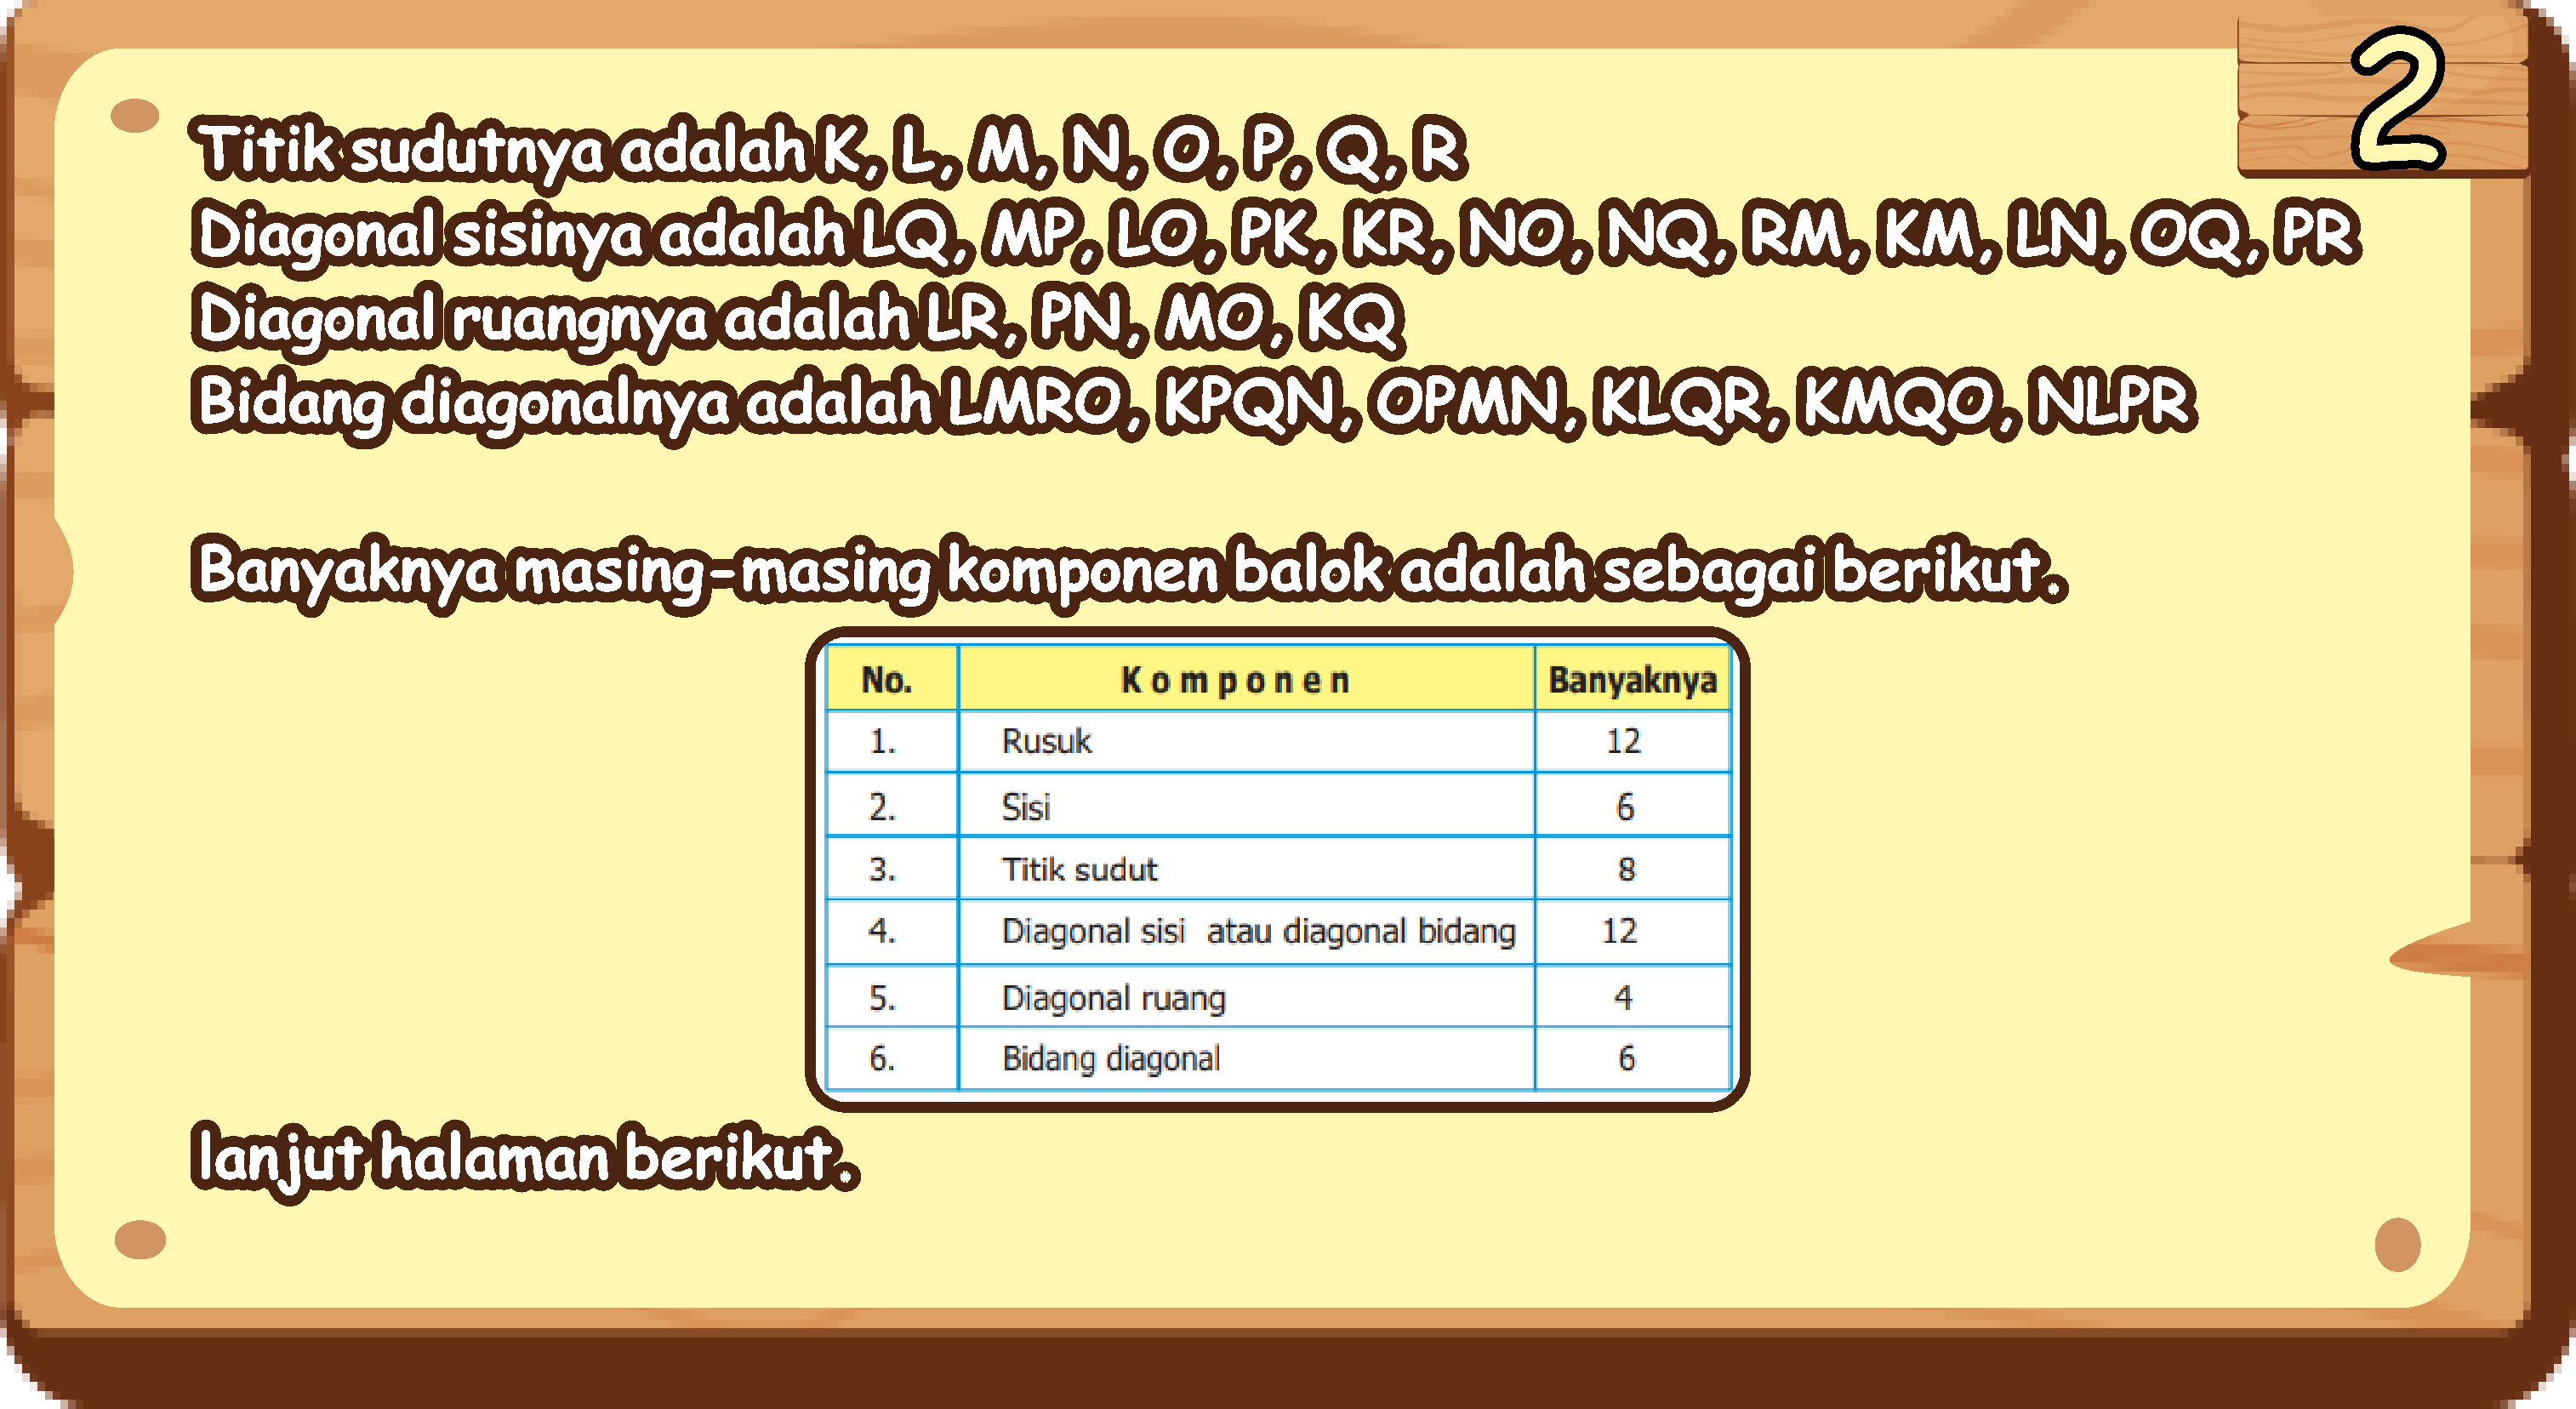 2
Titik sudutnya adalah K, L, M, N, O, P, Q, R
Diagonal sisinya adalah LQ, MP, LO, PK, KR, NO, NQ, RM, KM, LN, OQ, PR
Diagonal ruangnya adalah LR, PN, MO, KQ
Bidang diagonalnya adalah LMRO, KPQN, OPMN, KLQR, KMQO, NLPR
Banyaknya masing-masing komponen balok adalah sebagai berikut.
No. Komponen Banyaknya
1. Rusuk 12
2. Sisi 6
3. Titik sudut 8
4. Diagonal sisi atau diagonal bidang 12
5. Diagonal ruang 4
6. Bidang diagonal 6
lanjut halaman berikut.